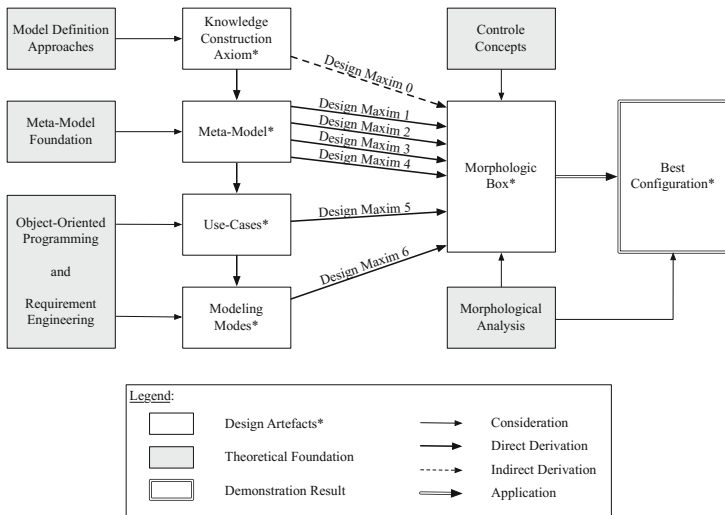 Model Definition
Approaches
Knowledge
Construction
Axiom*
Controle
Concepts
Design Maxim 0
Meta-Model
Foundation
Meta-Model*
Design Maxim 1
Design Maxim 2
Design Maxim 3
Design Maxim 4
Morphologic
Box*
Best
Configuration*
Object-Oriented
Programming
and
Requirement
Engineering
Use-Cases*
Design Maxim 5
Design Maxim 6
Modeling
Modes*
Morphological
Analysis
Legend:
Design Artefacts*
Theoretical Foundation
Demonstration Result
Consideration
Direct Derivation
Indirect Derivation
Application